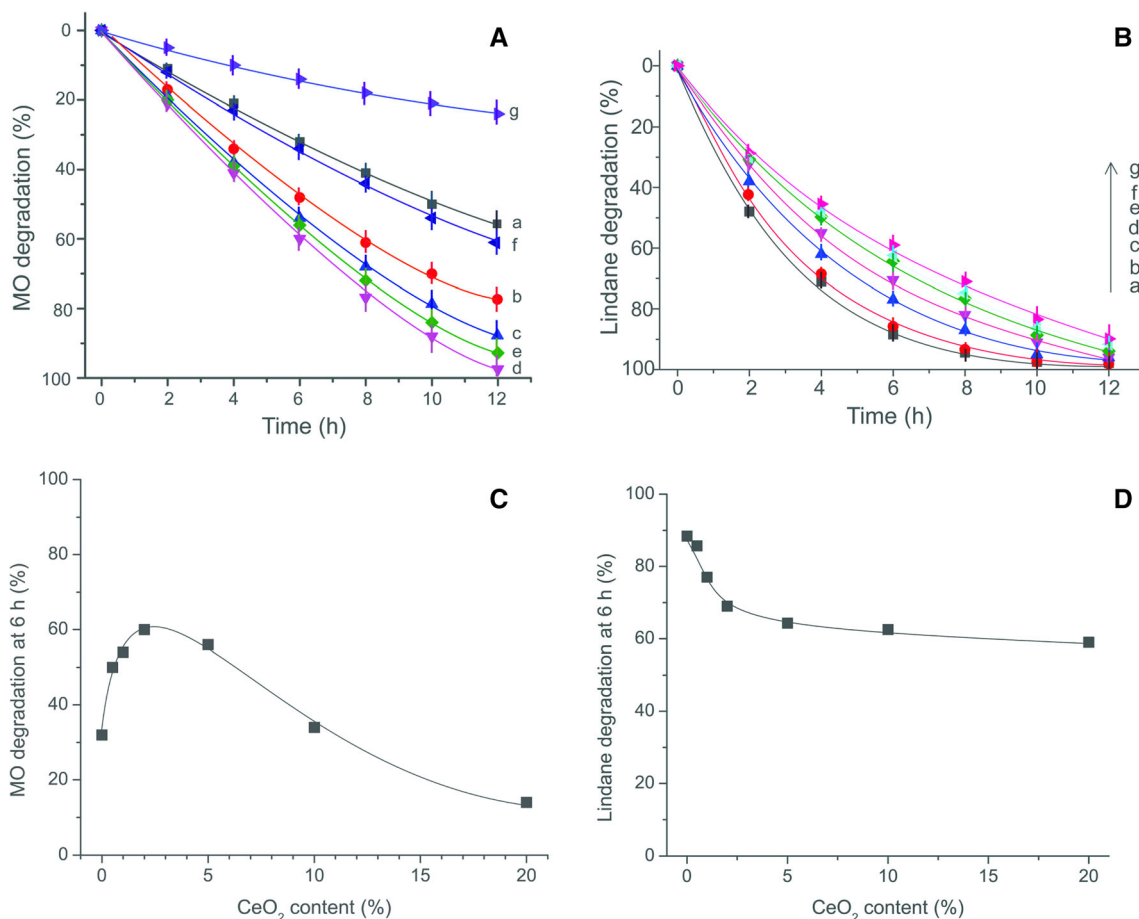 A
MO degradation (%)
0
20
40
60
80
100
g
a
f
b
c
e
d
0 2 4 6 8 10 12
Time (h)
B
Lindane degradation (%)
0
20
40
60
80
100
g
f
e
d
c
b
a
0 2 4 6 8 10 12
Time (h)
C
MO degradation at 6 h (%)
100
80
60
40
20
0
0 5 10 15 20
CeO₂ content (%)
D
Lindane degradation at 6 h (%)
100
80
60
40
20
0
0 5 10 15 20
CeO₂ content (%)